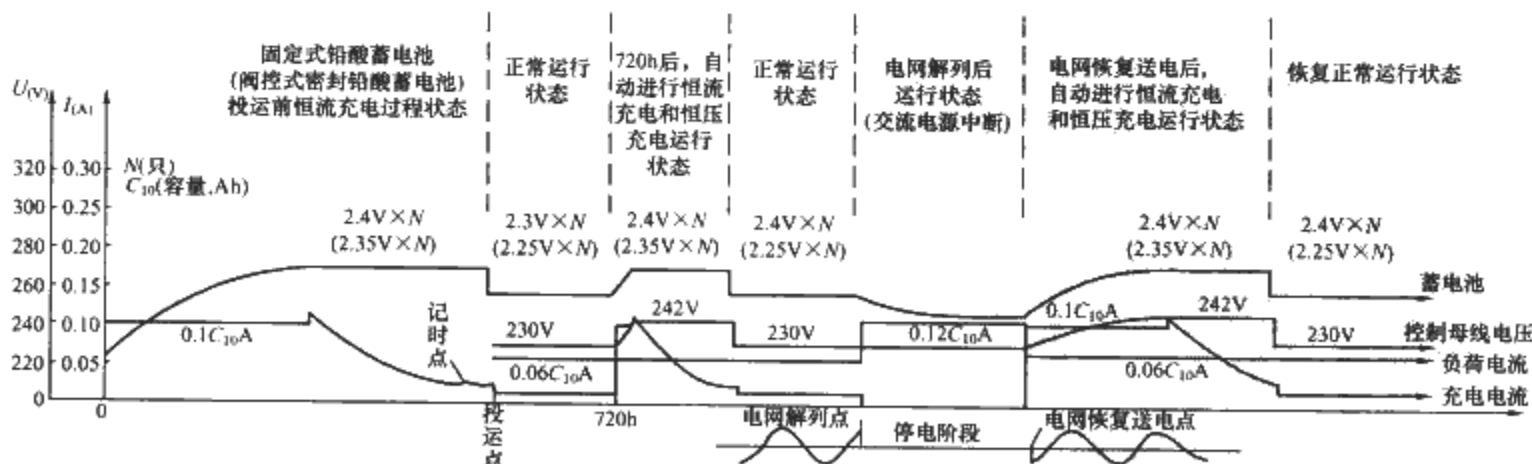 固定式铅酸蓄电池
(阀控式密封铅酸蓄电池)
投运前恒流充电过程状态
正常运行
状态
720h后，自
动进行恒流
充电和恒压
充电运行
状态
正常运行
状态
电网解列后
运行状态
(交流电源中断)
电网恢复送电后,
自动进行恒流充电
和恒压充电运行状态
恢复正常运行状态
U(V)
I(A)
320
300
280
260
240
220
0
0.30
0.25
0.20
0.15
0.10
0.05
N(只)
C10(容量,Ah)
2.4V×N
(2.35V×N)
2.3V×N
(2.25V×N)
2.4V×N
(2.35V×N)
2.4V×N
(2.25V×N)
2.4V×N
(2.35V×N)
2.4V×N
(2.25V×N)
0.1C10A
记时点
230V
0.06C10A
242V
230V
0.12C10A
0.1C10A
242V
0.06C10A
230V
蓄电池
控制母线电压
负荷电流
充电电流
0
投运点
720h
电网解列点
停电阶段
电网恢复送电点